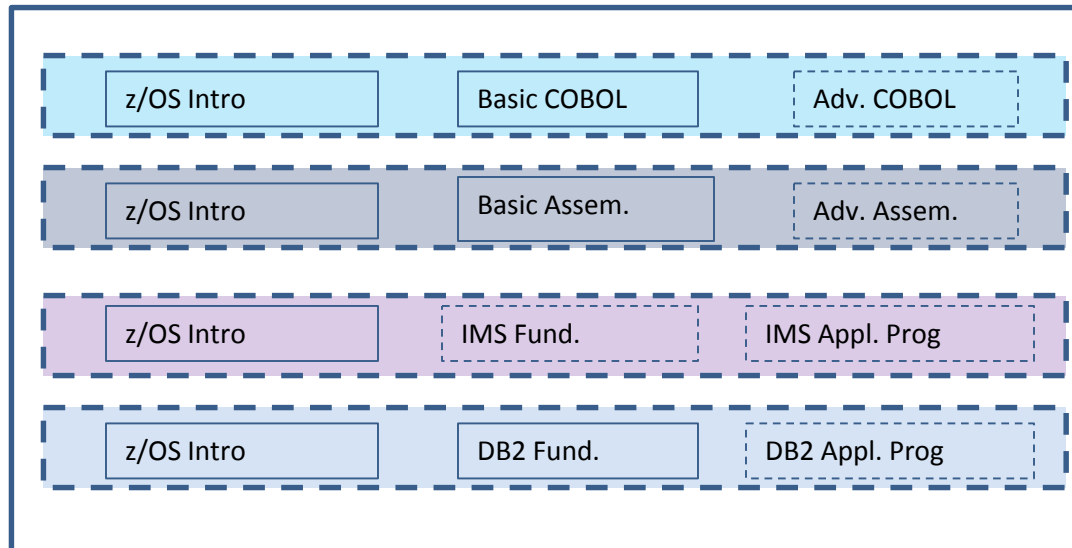 z/OS Intro
Basic COBOL
Adv. COBOL
z/OS Intro
Basic Assem.
Adv. Assem.
z/OS Intro
IMS Fund.
IMS Appl. Prog
z/OS Intro
DB2 Fund.
DB2 Appl. Prog